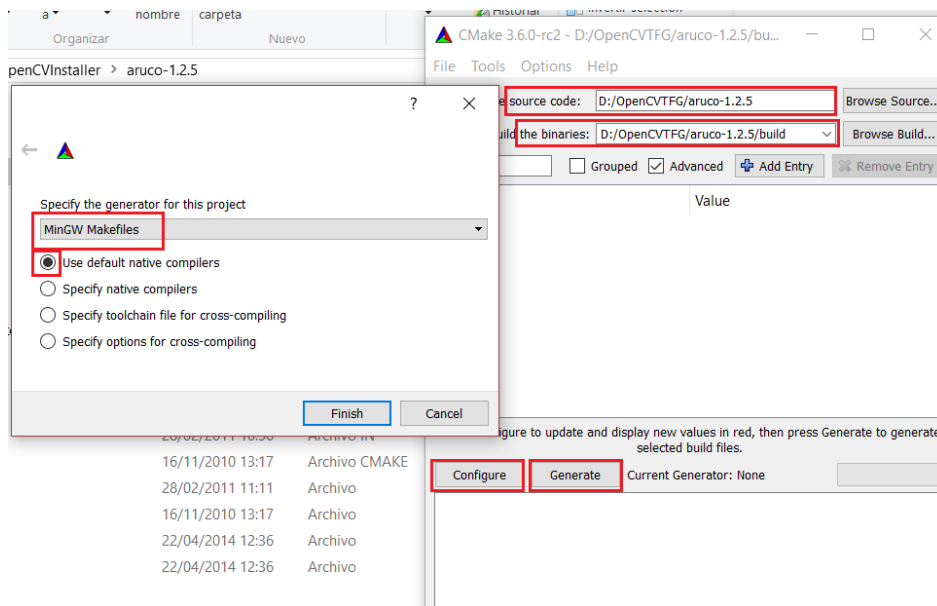 nombre carpeta
Historial
Invertir selección
Organizar
Nuevo
CMake 3.6.0-rc2 - D:/OpenCVTFG/aruco-1.2.5/bu...
File Tools Options Help
penCVInstaller > aruco-1.2.5
?
source code: D:/OpenCVTFG/aruco-1.2.5 Browse Source..
the binaries: D:/OpenCVTFG/aruco-1.2.5/build Browse Build...
Grouped Advanced Add Entry Remove Entry
Value
Specify the generator for this project
MinGW Makefiles
Use default native compilers
Specify native compilers
Specify toolchain file for cross-compiling
Specify options for cross-compiling
Finish Cancel
igure to update and display new values in red, then press Generate to generate
selected build files.
Configure Generate Current Generator: None
28/02/2011 10:56 Archivo IN
16/11/2010 13:17 Archivo CMAKE
28/02/2011 11:11 Archivo
16/11/2010 13:17 Archivo
22/04/2014 12:36 Archivo
22/04/2014 12:36 Archivo